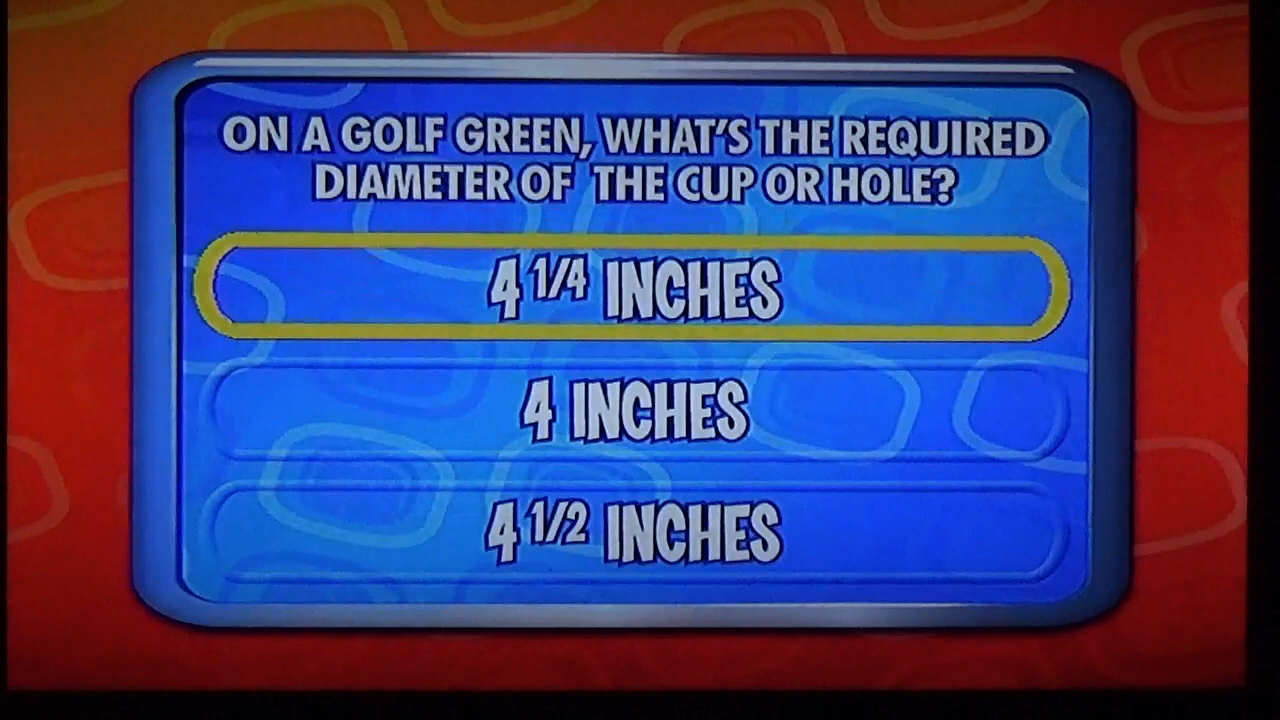 ON A GOLF GREEN, WHAT'S THE REQUIRED
DIAMETER OF THE CUP OR HOLE?
4 1/4 INCHES
4 INCHES
4 1/2 INCHES